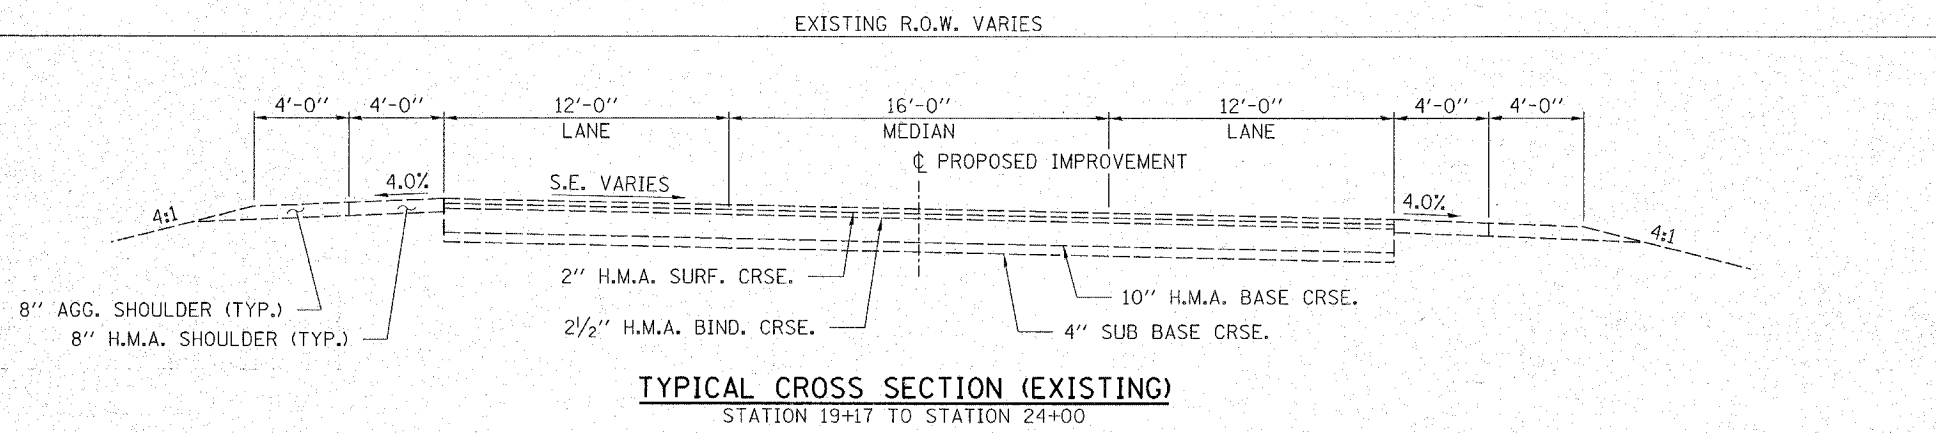 EXISTING R.O.W. VARIES
4'-0" 4'-0" 12'-0" 16'-0" 12'-0" 4'-0" 4'-0"
LANE MEDIAN LANE
℄ PROPOSED IMPROVEMENT
4:1 4.0% S.E. VARIES 4.0% 4:1
2" H.M.A. SURF. CRSE.
10" H.M.A. BASE CRSE.
8" AGG. SHOULDER (TYP.)
2½" H.M.A. BIND. CRSE.
4" SUB BASE CRSE.
8" H.M.A. SHOULDER (TYP.)
TYPICAL CROSS SECTION (EXISTING)
STATION 19+17 TO STATION 24+00